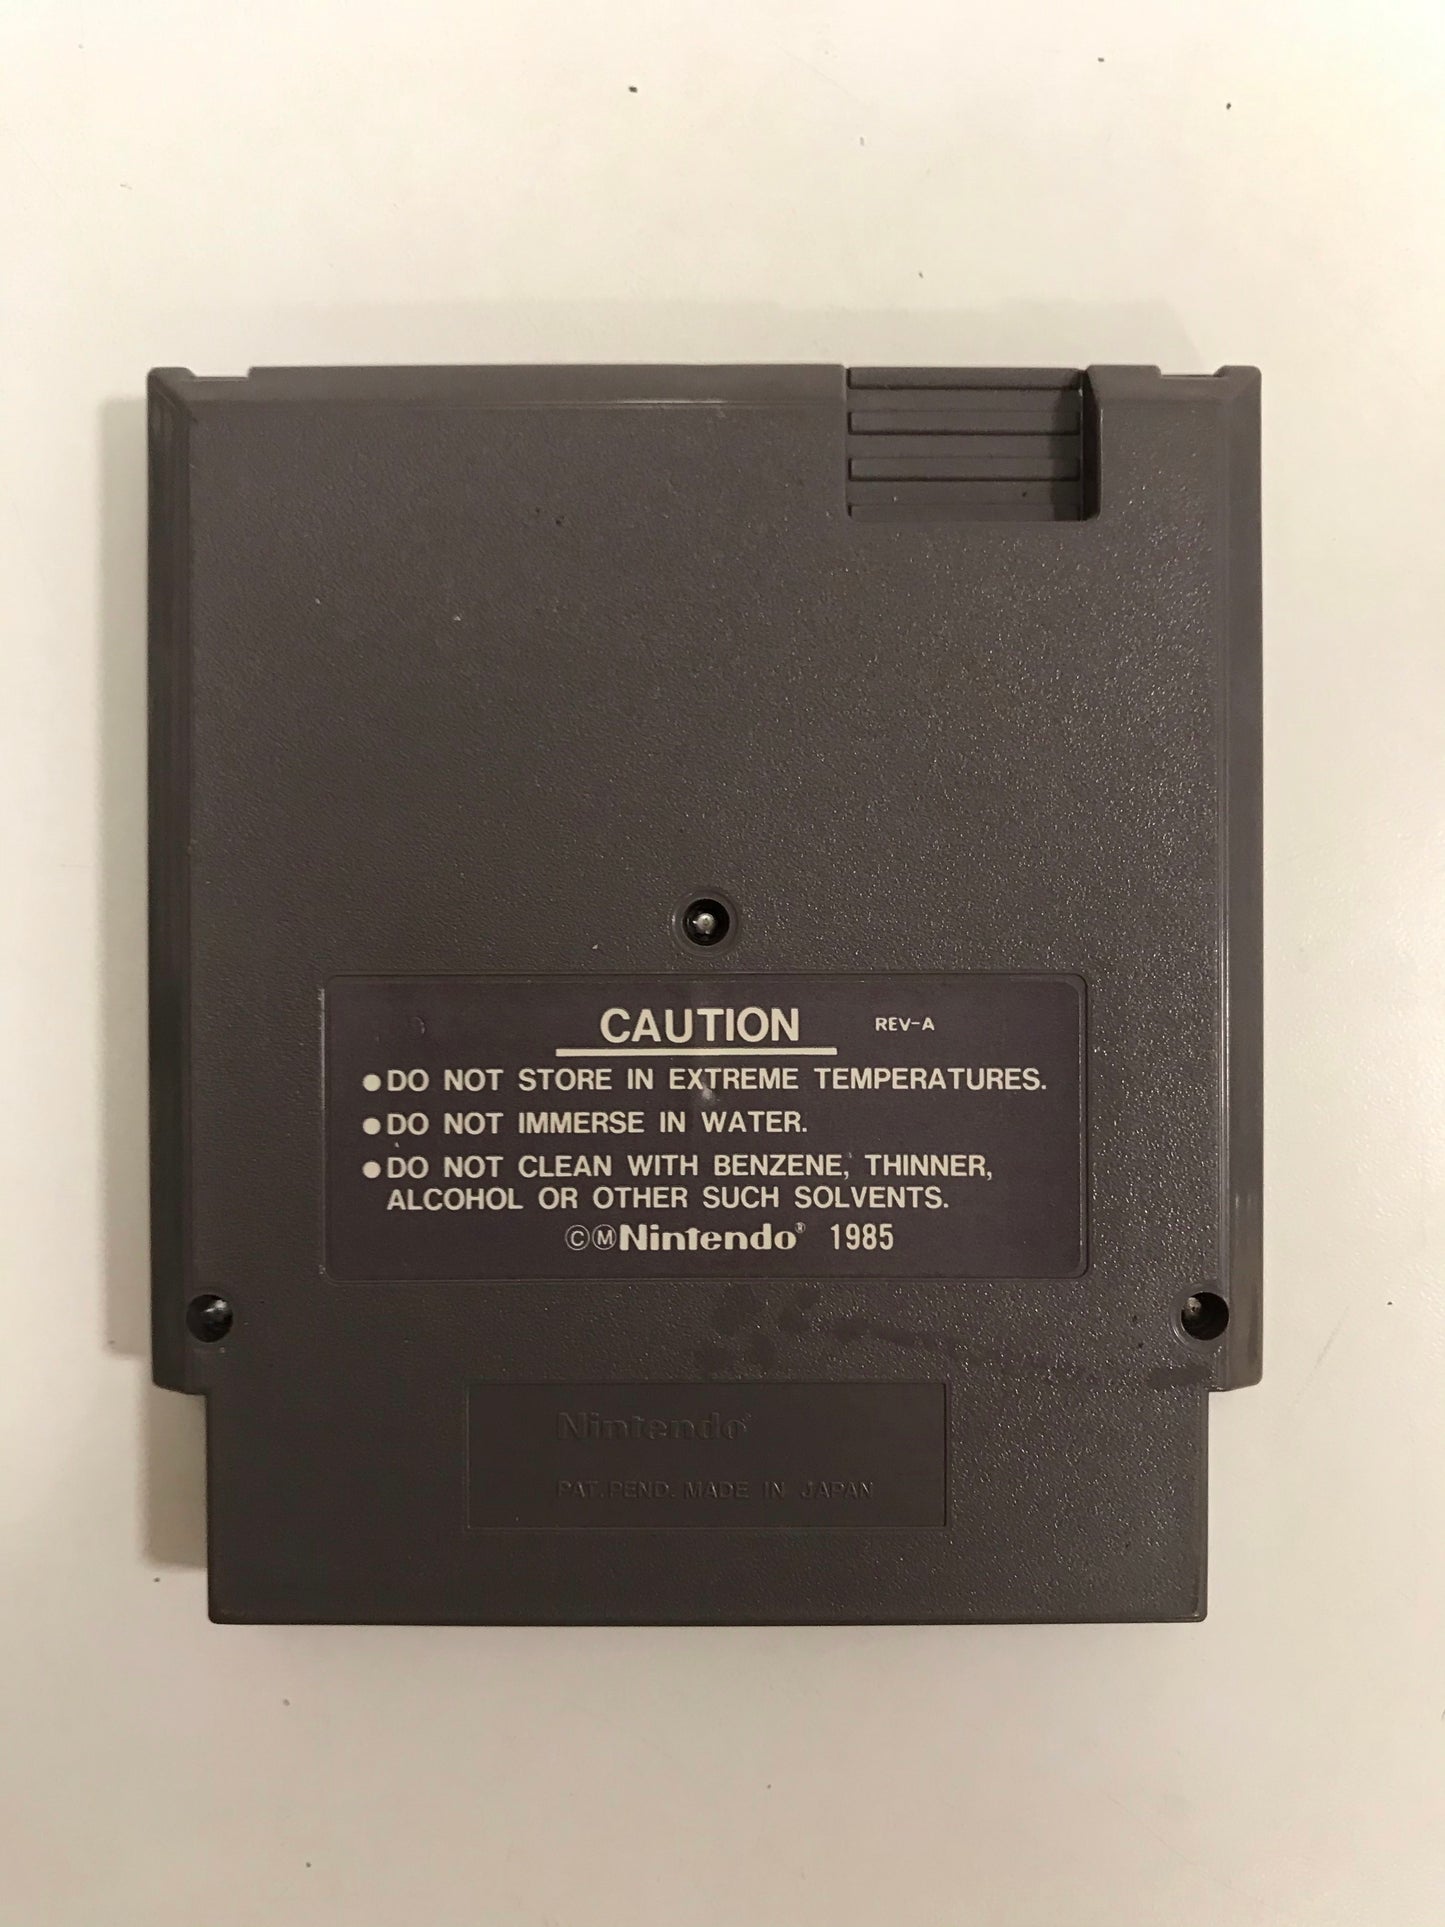 CAUTION REV-A
●DO NOT STORE IN EXTREME TEMPERATURES.
●DO NOT IMMERSE IN WATER.
●DO NOT CLEAN WITH BENZENE, THINNER,
ALCOHOL OR OTHER SUCH SOLVENTS.
©ⓂNintendo® 1985
Nintendo®
PAT. PEND. MADE IN JAPAN